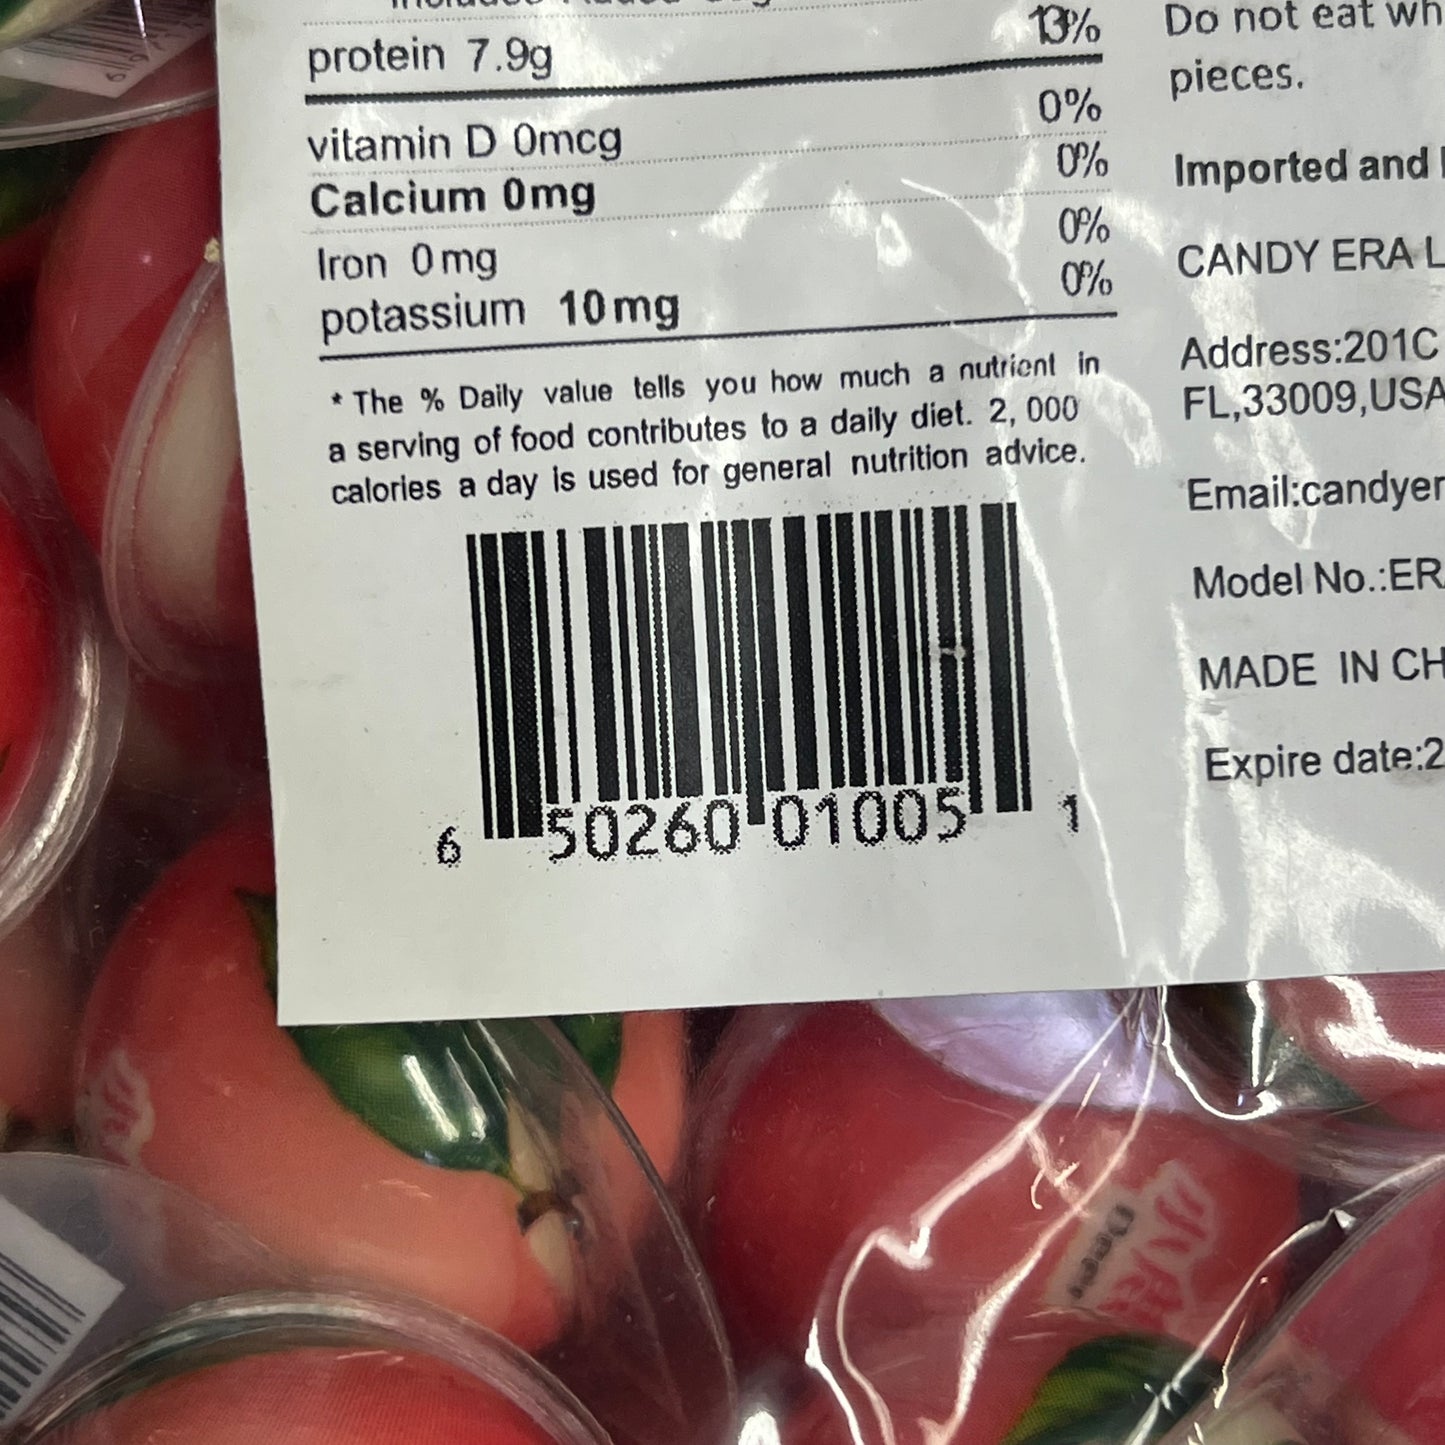 protein 7.9g 13%
vitamin D 0mcg 0%
Calcium 0mg 0%
Iron 0mg 0%
potassium 10mg 0%
* The % Daily value tells you how much a nutrient in
a serving of food contributes to a daily diet. 2, 000
calories a day is used for general nutrition advice.
6 50260 01005 1
Do not eat wh
pieces.
Imported and
CANDY ERA L
Address:201C
FL,33009,USA
Email:candyer
Model No.:ER
MADE IN CH
Expire date:2